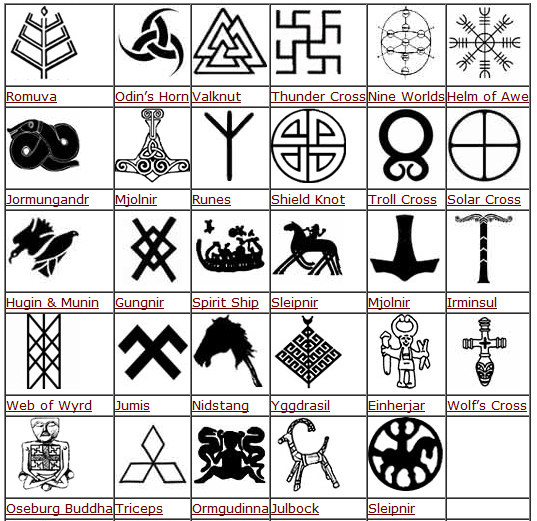 Romuva Odin's Horn Valknut Thunder Cross Nine Worlds Helm of Awe
Jormungandr Mjolnir Runes Shield Knot Troll Cross Solar Cross
Hugin & Munin Gungnir Spirit Ship Sleipnir Mjolnir Irminsul
Web of Wyrd Jumis Nidstang Yggdrasil Einherjar Wolf's Cross
Oseburg Buddha Triceps Ormgudinna Julbock Sleipnir